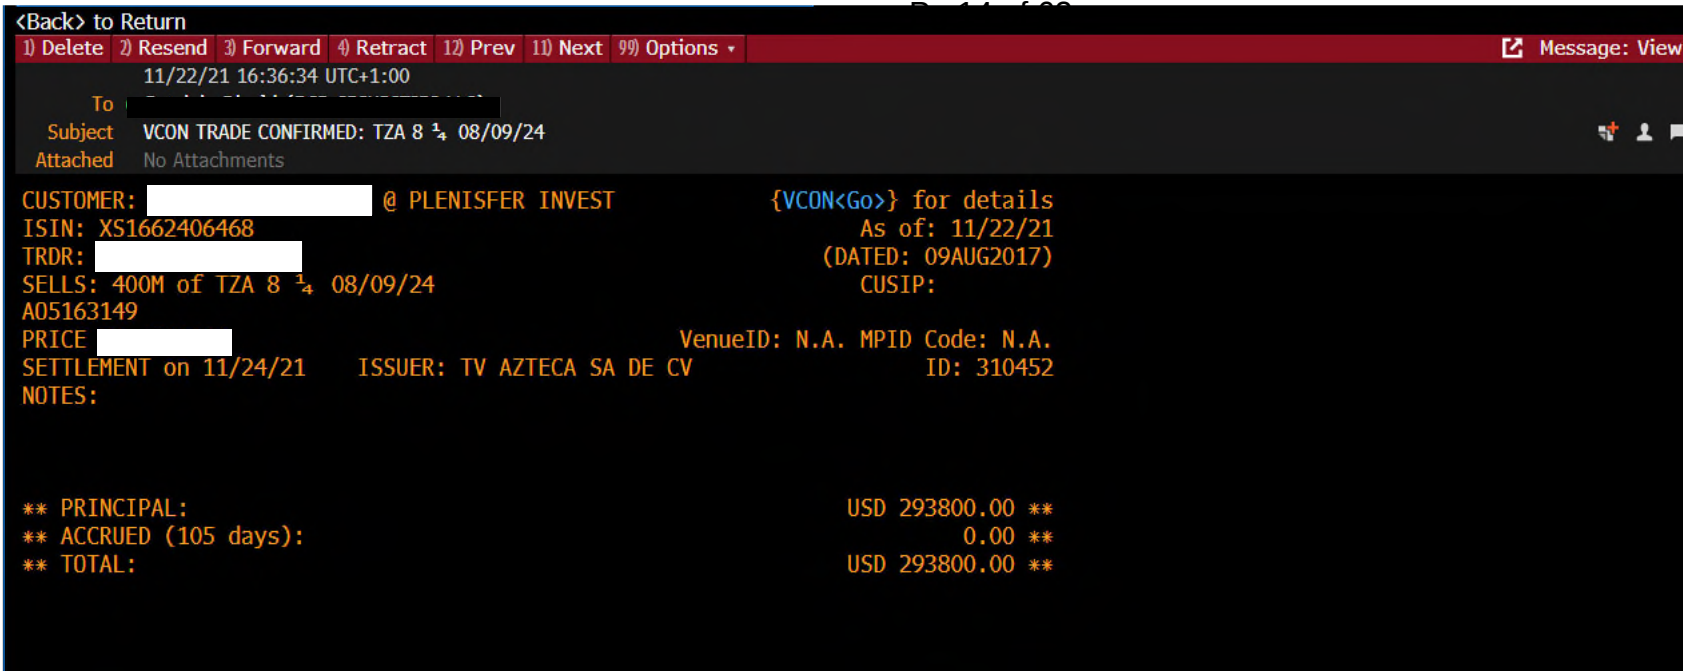 <Back> to Return
1) Delete 2) Resend 3) Forward 4) Retract 12) Prev 11) Next 99) Options Message: View
11/22/21 16:36:34 UTC+1:00
To
Subject VCON TRADE CONFIRMED: TZA 8 ¼ 08/09/24
Attached No Attachments
CUSTOMER: @ PLENISFER INVEST {VCON<Go>} for details
ISIN: XS1662406468 As of: 11/22/21
TRDR: (DATED: 09AUG2017)
SELLS: 400M of TZA 8 ¼ 08/09/24 CUSIP:
AO5163149
PRICE VenueID: N.A. MPID Code: N.A.
SETTLEMENT on 11/24/21 ISSUER: TV AZTECA SA DE CV ID: 310452
NOTES:
** PRINCIPAL: USD 293800.00 **
** ACCRUED (105 days): 0.00 **
** TOTAL: USD 293800.00 **